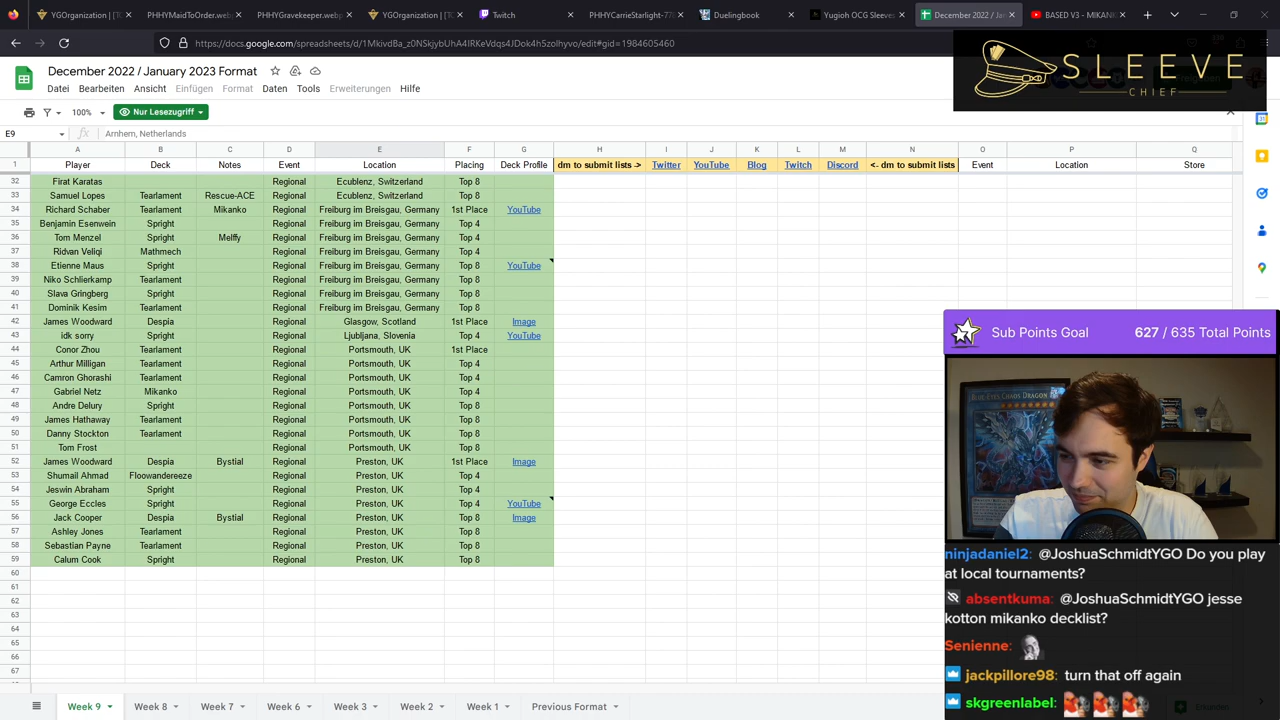 YGOrganization | [TC
PHHYMaidToOrder.webp
PHHYGravekeeper.webp
YGOrganization | [TC
Twitch
PHHYCarrieStarlight-778
Duelingbook
Yugioh OCG Sleeves
December 2022 / Jan
BASED V3 - MIKANK
https://docs.google.com/spreadsheets/d/1MkivdBa_z0NSkjybUhA4IRKeVdqs4JDok4h5zolhyvo/edit#gid=1984605460
SLEEVE
CHIEF
December 2022 / January 2023 Format
Datei Bearbeiten Ansicht Einfügen Format Daten Tools Erweiterungen Hilfe
100% Nur Lesezugriff
E9 fx Arnhem, Netherlands
A B C D E F G H I J K L M N O P Q
1 Player Deck Notes Event Location Placing Deck Profile dm to submit lists -> Twitter YouTube Blog Twitch Discord <- dm to submit lists Event Location Store
32 Firat Karatas Regional Ecublenz, Switzerland Top 8
33 Samuel Lopes Tearlament Rescue-ACE Regional Ecublenz, Switzerland Top 8
34 Richard Schaber Tearlament Mikanko Regional Freiburg im Breisgau, Germany 1st Place YouTube
35 Benjamin Esenwein Spright Regional Freiburg im Breisgau, Germany Top 4
36 Tom Menzel Spright Melffy Regional Freiburg im Breisgau, Germany Top 4
37 Ridvan Veliqi Mathmech Regional Freiburg im Breisgau, Germany Top 4
38 Etienne Maus Spright Regional Freiburg im Breisgau, Germany Top 8 YouTube
39 Niko Schlierkamp Tearlament Regional Freiburg im Breisgau, Germany Top 8
40 Slava Gringberg Spright Regional Freiburg im Breisgau, Germany Top 8
41 Dominik Kesim Tearlament Regional Freiburg im Breisgau, Germany Top 8
42 James Woodward Despia Regional Glasgow, Scotland 1st Place Image
43 idk sorry Spright Regional Ljubljana, Slovenia Top 4 YouTube
44 Conor Zhou Tearlament Regional Portsmouth, UK 1st Place
45 Arthur Milligan Tearlament Regional Portsmouth, UK Top 4
46 Camron Ghorashi Tearlament Regional Portsmouth, UK Top 4
47 Gabriel Netz Mikanko Regional Portsmouth, UK Top 4
48 Andre Delury Spright Regional Portsmouth, UK Top 8
49 James Hathaway Tearlament Regional Portsmouth, UK Top 8
50 Danny Stockton Tearlament Regional Portsmouth, UK Top 8
51 Tom Frost Regional Portsmouth, UK Top 8
52 James Woodward Despia Bystial Regional Preston, UK 1st Place Image
53 Shumail Ahmad Floowandereeze Regional Preston, UK Top 4
54 Jeswin Abraham Spright Regional Preston, UK Top 4
55 George Eccles Spright Regional Preston, UK Top 4 YouTube
56 Jack Cooper Despia Bystial Regional Preston, UK Top 8 Image
57 Ashley Jones Tearlament Regional Preston, UK Top 8
58 Sebastian Payne Tearlament Regional Preston, UK Top 8
59 Calum Cook Spright Regional Preston, UK Top 8
60
61
62
63
64
65
66
67
Sub Points Goal 627 / 635 Total Points
BLUE-EYES CHAOS DRAGON
ninjadaniel2: @JoshuaSchmidtYGO Do you play
at local tournaments?
absentkuma: @JoshuaSchmidtYGO jesse
kotton mikanko decklist?
Senienne:
jackpillore98: turn that off again
skgreenlabel:
Week 9 Week 8 Week 7 Week Week 3 Week 2 Week 1 Previous Format